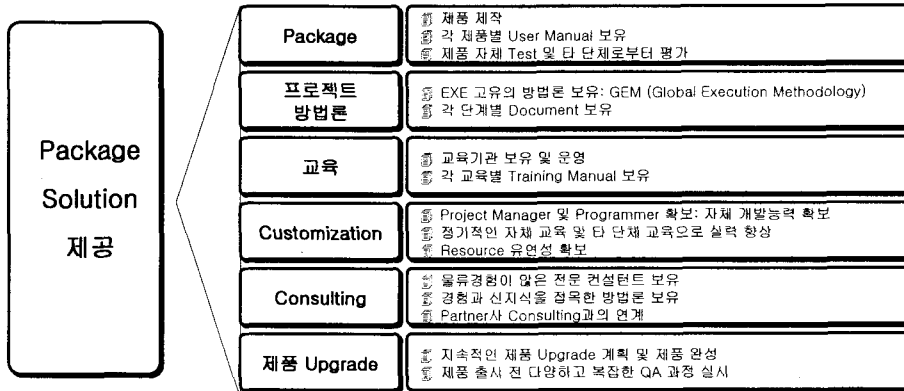 Package
Solution
제공
Package
제품 제작
각 제품별 User Manual 보유
제품 자체 Test 및 타 단체로부터 평가
프로젝트
방법론
EXE 고유의 방법론 보유: GEM (Global Execution Methodology)
각 단계별 Document 보유
교육
교육기관 보유 및 운영
각 교육별 Training Manual 보유
Customization
Project Manager 및 Programmer 확보: 자체 개발능력 확보
정기적인 자체 교육 및 타 단체 교육으로 실력 향상
Resource 유연성 확보
Consulting
물류경험이 많은 전문 컨설턴트 보유
경험과 신지식을 접목한 방법론 보유
Partner사 Consulting과의 연계
제품 Upgrade
지속적인 제품 Upgrade 계획 및 제품 완성
제품 출시 전 다양하고 복잡한 QA 과정 실시